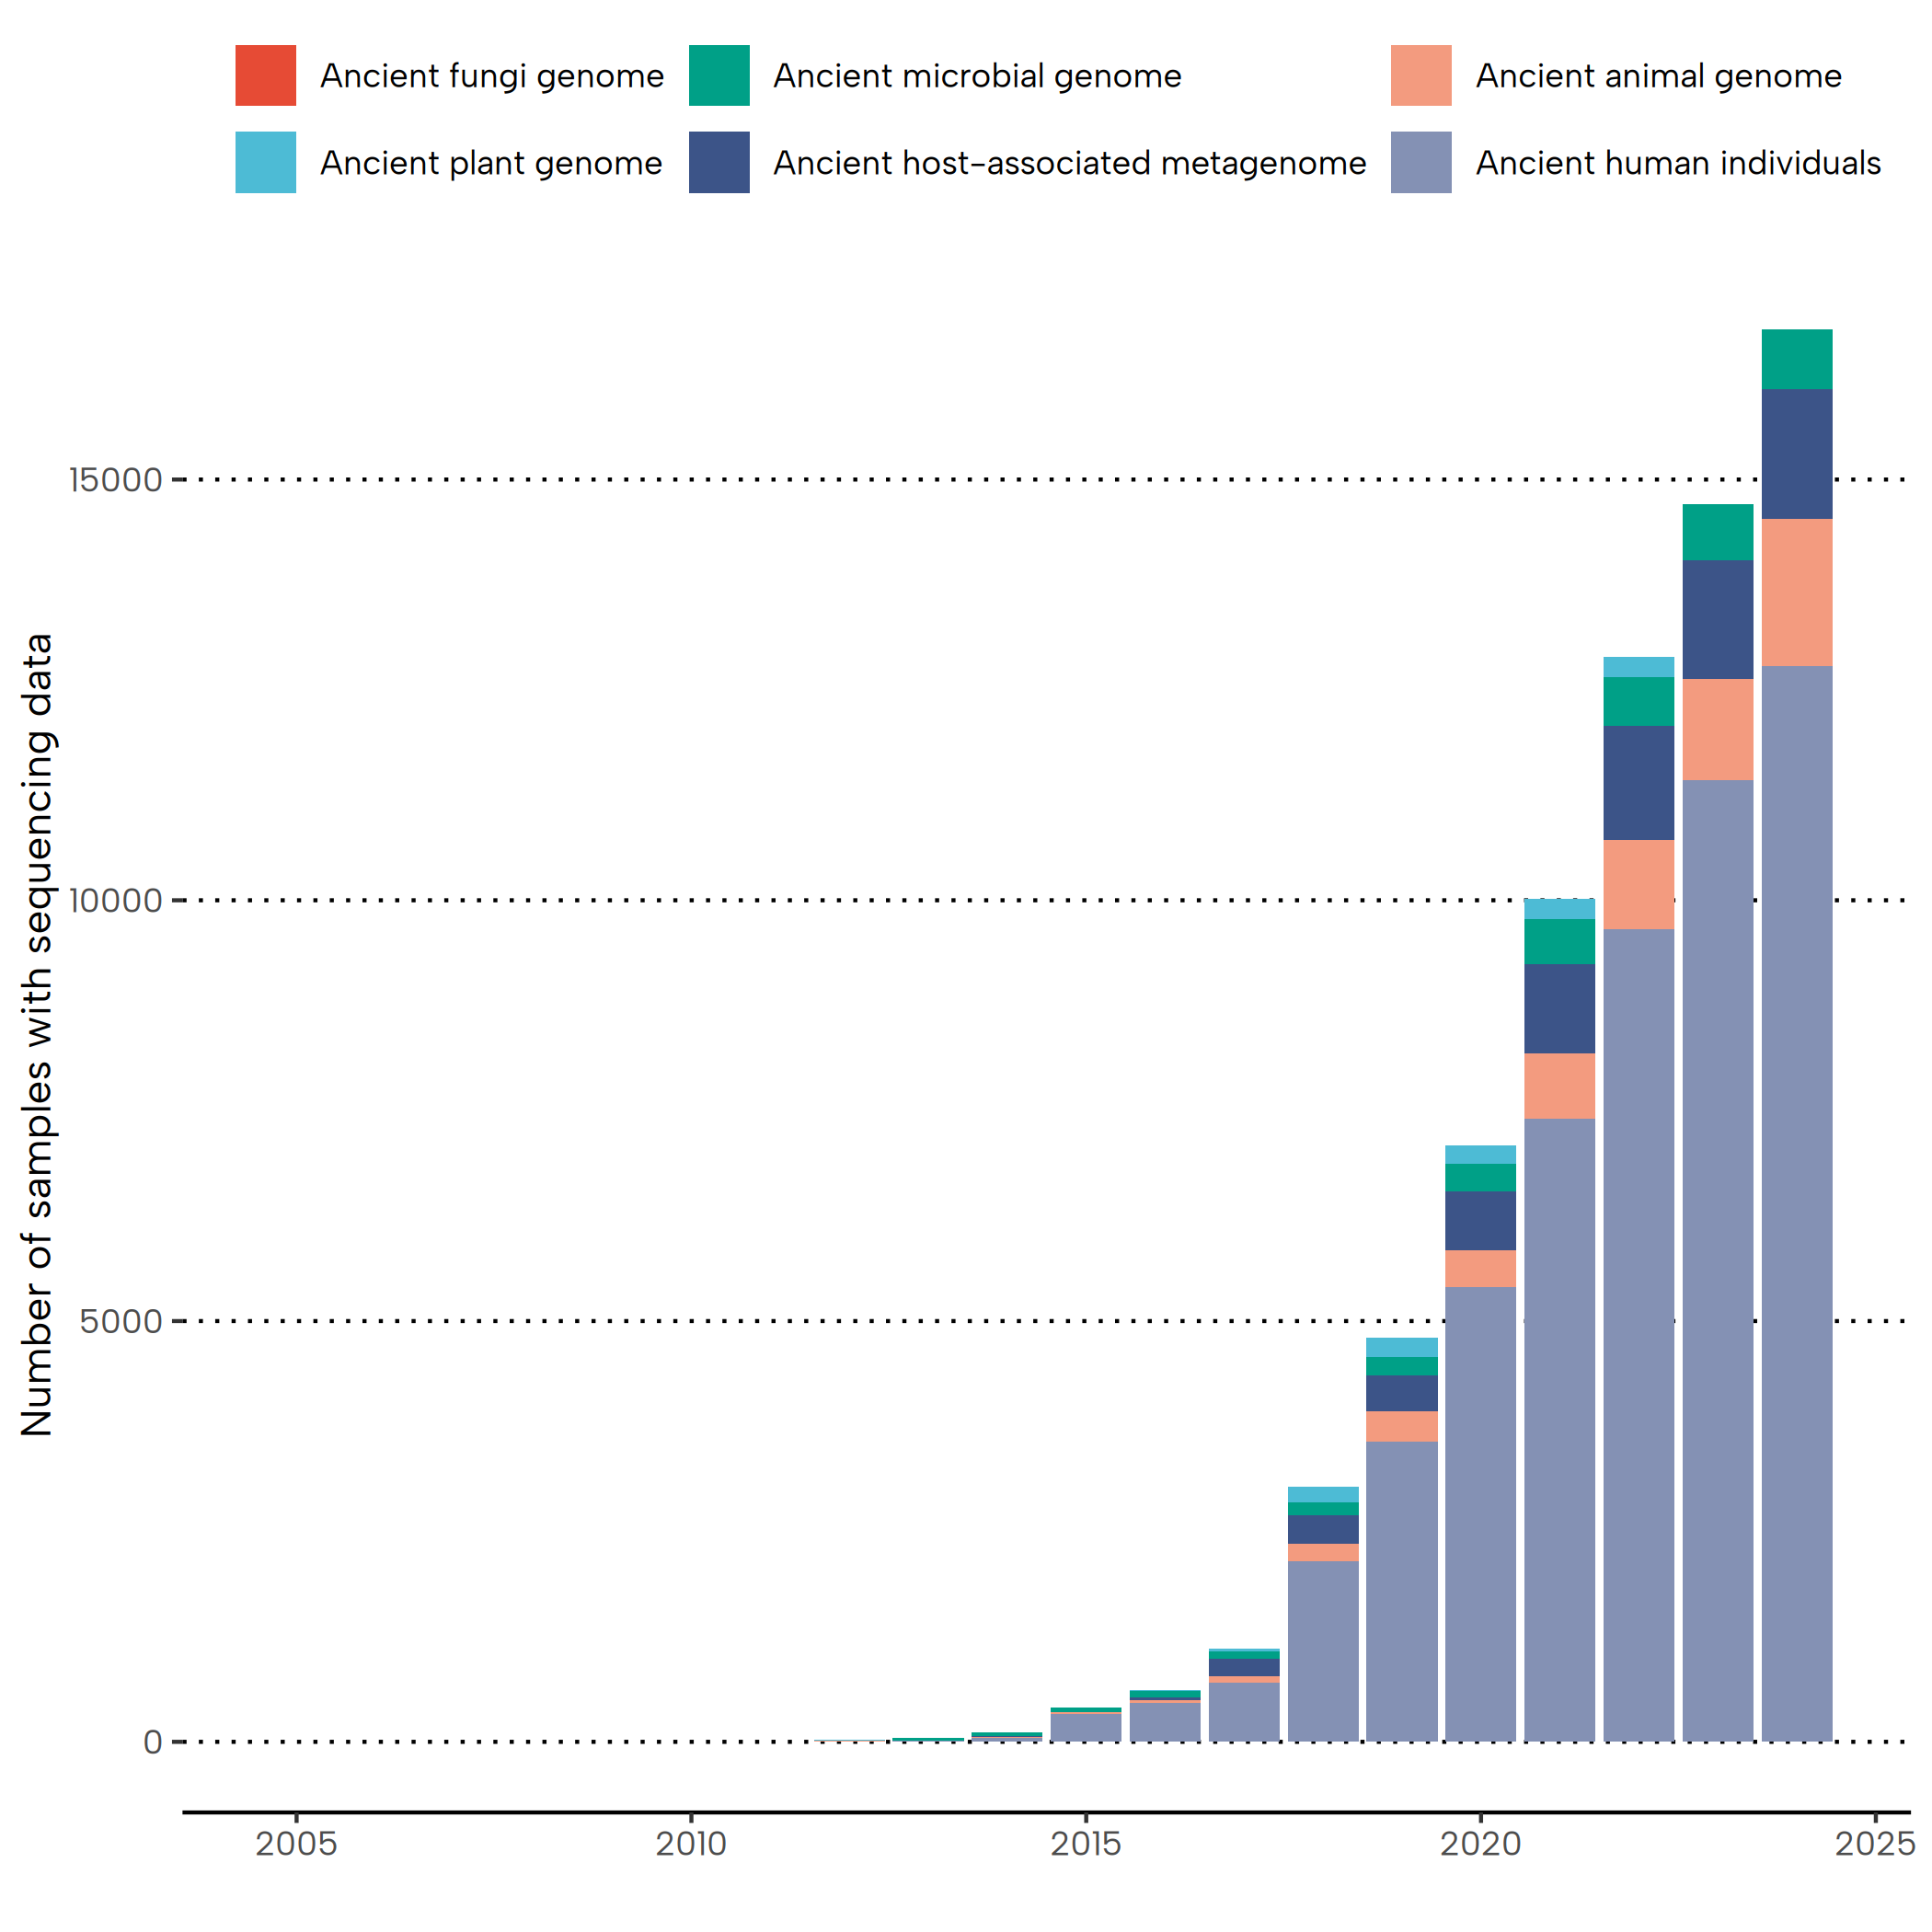 Ancient fungi genome
Ancient microbial genome
Ancient animal genome
Ancient plant genome
Ancient host-associated metagenome
Ancient human individuals
Number of samples with sequencing data
15000
10000
5000
0
2005
2010
2015
2020
2025